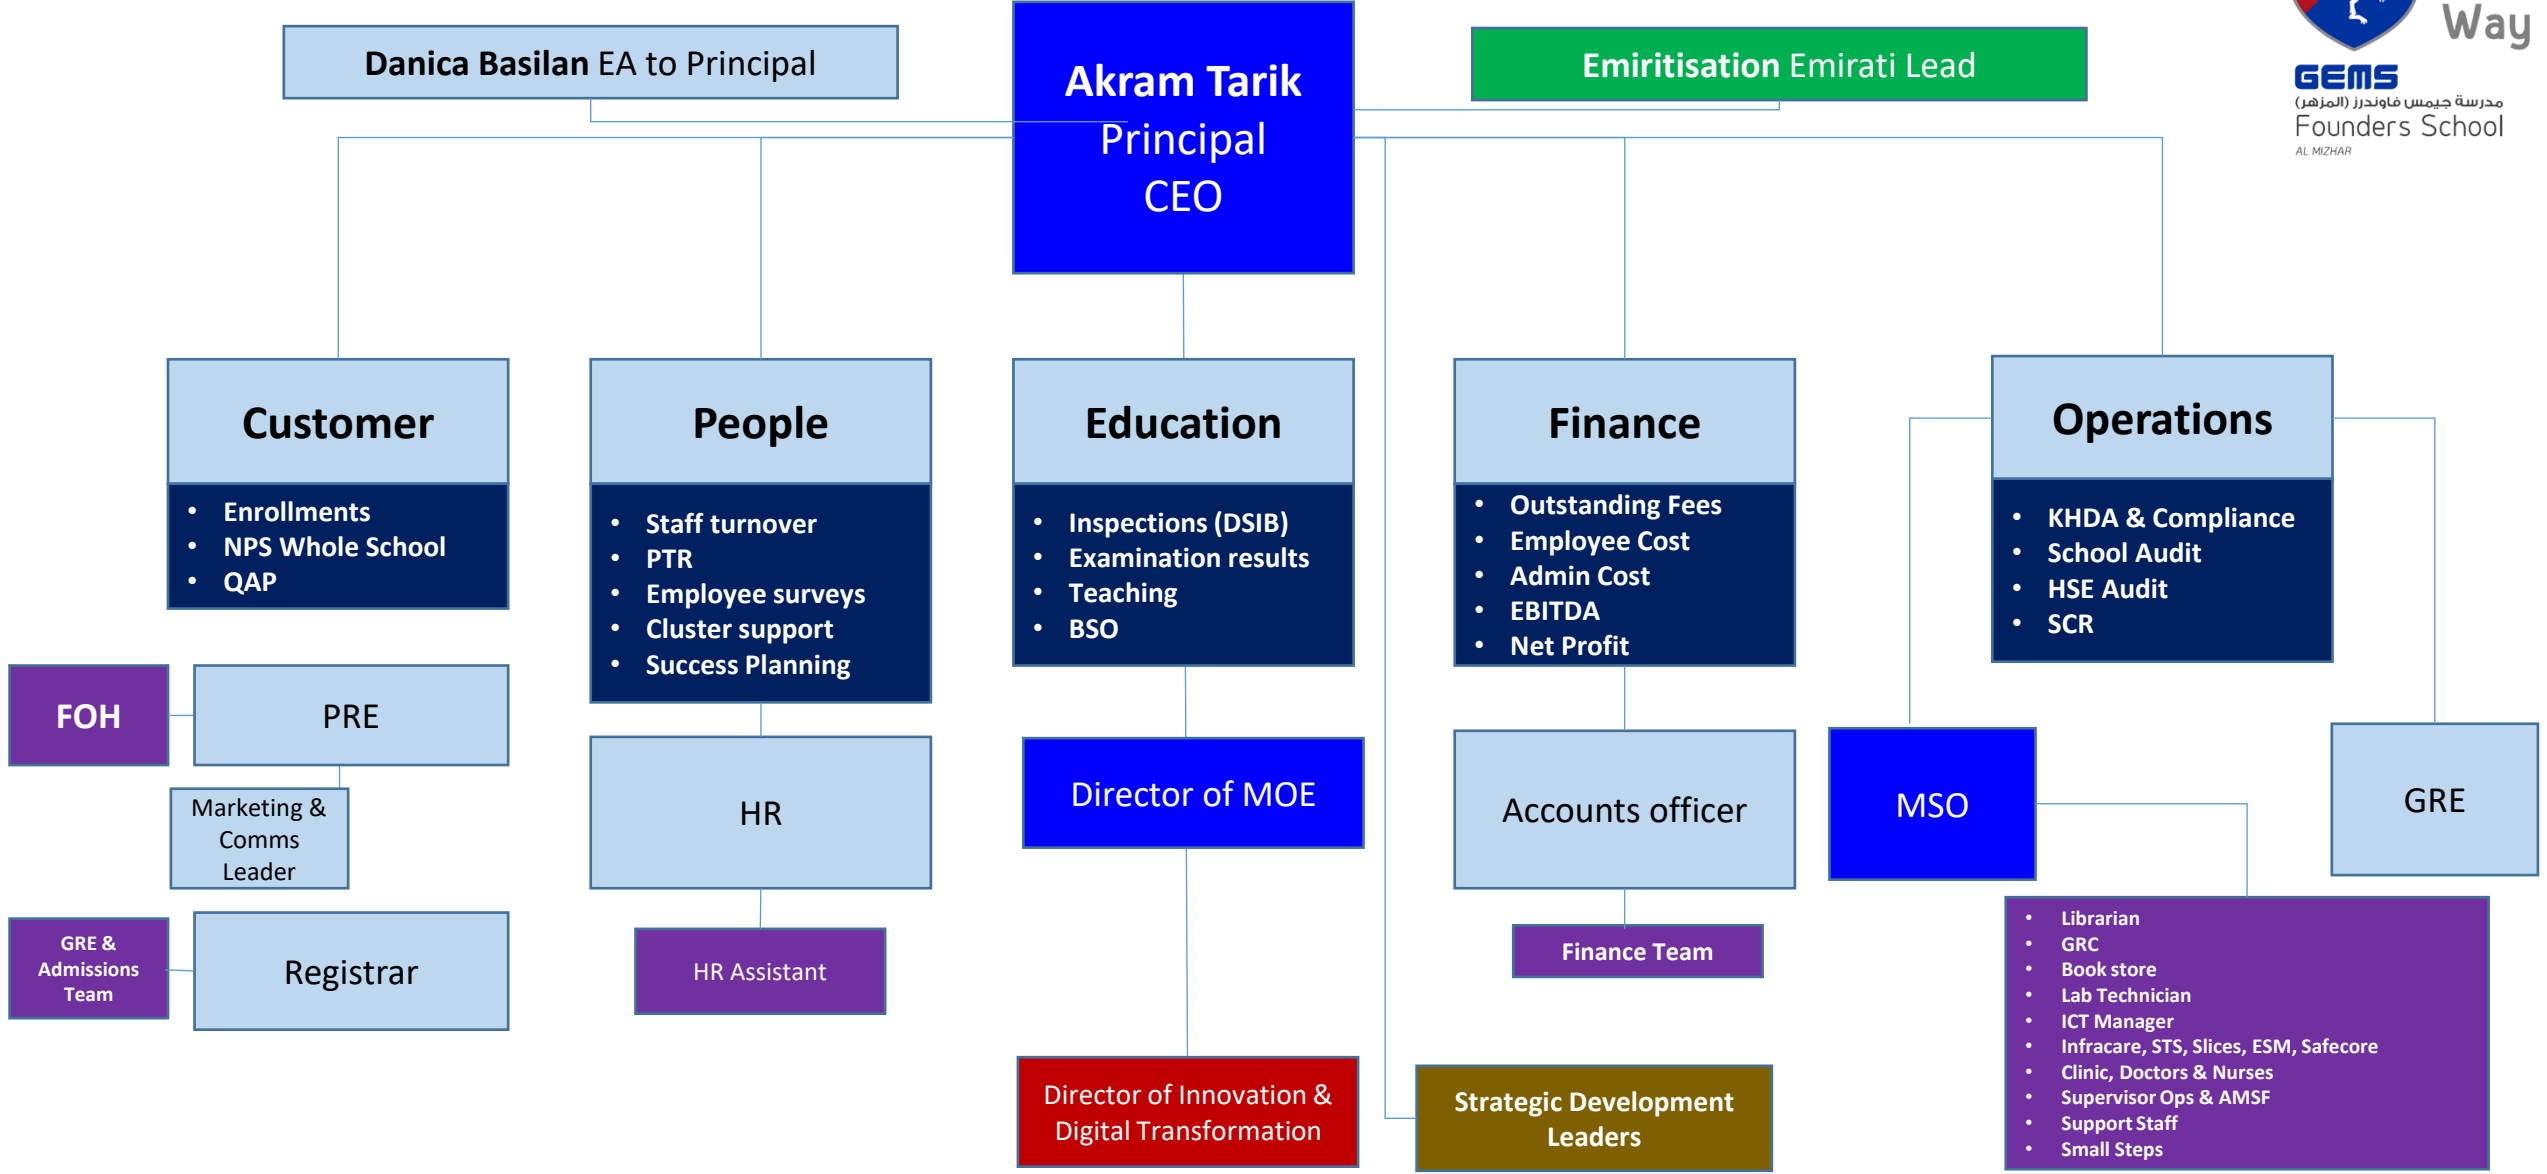 Way
GEMS
مدرسة جيمس فاوندرز (المزهر)
Founders School
AL MIZHAR
Danica Basilan EA to Principal
Akram Tarik
Principal
CEO
Emiritisation Emirati Lead
Customer
• Enrollments
• NPS Whole School
• QAP
People
• Staff turnover
• PTR
• Employee surveys
• Cluster support
• Success Planning
Education
• Inspections (DSIB)
• Examination results
• Teaching
• BSO
Finance
• Outstanding Fees
• Employee Cost
• Admin Cost
• EBITDA
• Net Profit
Operations
• KHDA & Compliance
• School Audit
• HSE Audit
• SCR
FOH
PRE
Marketing &
Comms
Leader
GRE &
Admissions
Team
Registrar
HR
HR Assistant
Director of MOE
Director of Innovation &
Digital Transformation
Accounts officer
Finance Team
Strategic Development
Leaders
MSO
GRE
• Librarian
• GRC
• Book store
• Lab Technician
• ICT Manager
• Infracare, STS, Slices, ESM, Safecore
• Clinic, Doctors & Nurses
• Supervisor Ops & AMSF
• Support Staff
• Small Steps